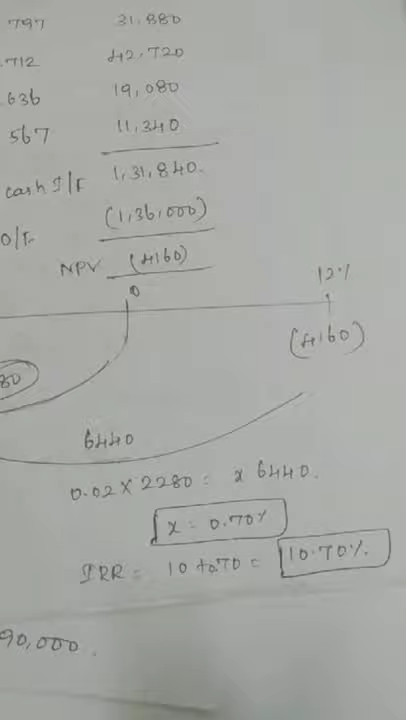 797 31,880
.712 42,720
.636 19,080
567 11,340
cash I/F 1,31,840.
O/F (1,36,000)
NPV (4160)
0 12%
(4160)
80
6440
0.02 X 2280 = x 6440.
x = 0.70%
IRR = 10 + 0.70 = 10.70%.
90,000.